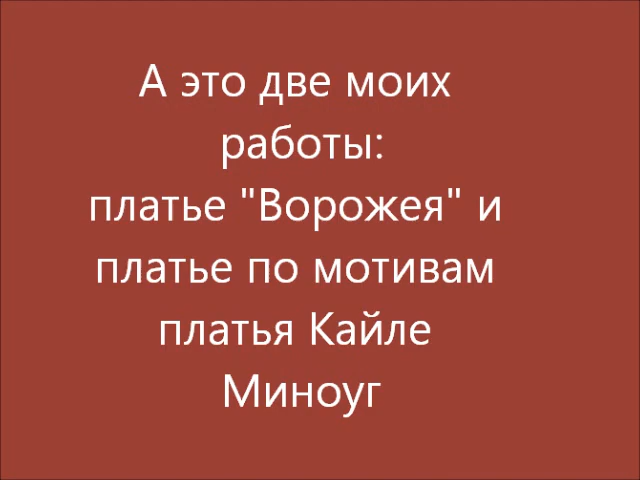 А это две моих
работы:
платье "Ворожея" и
платье по мотивам
платья Кайле
Миноуг